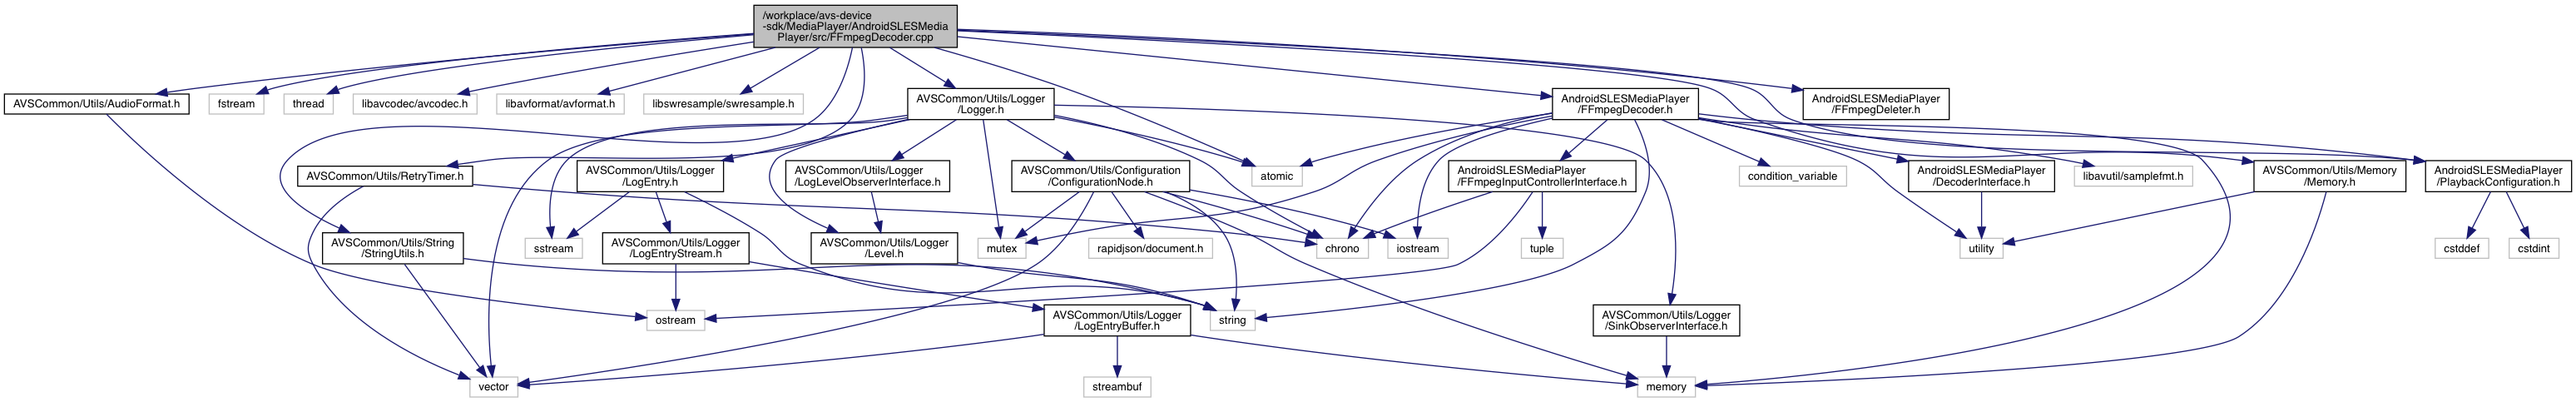 /workplace/avs-device
-sdk/MediaPlayer/AndroidSLESMedia
Player/src/FFmpegDecoder.cpp
AVSCommon/Utils/AudioFormat.h
fstream
thread
libavcodec/avcodec.h
libavformat/avformat.h
libswresample/swresample.h
AVSCommon/Utils/Logger
/Logger.h
AndroidSLESMediaPlayer
/FFmpegDecoder.h
AndroidSLESMediaPlayer
/FFmpegDeleter.h
AVSCommon/Utils/RetryTimer.h
AVSCommon/Utils/Logger
/LogEntry.h
AVSCommon/Utils/Logger
/LogLevelObserverInterface.h
AVSCommon/Utils/Configuration
/ConfigurationNode.h
atomic
AndroidSLESMediaPlayer
/FFmpegInputControllerInterface.h
condition_variable
AndroidSLESMediaPlayer
/DecoderInterface.h
libavutil/samplefmt.h
AVSCommon/Utils/Memory
/Memory.h
AndroidSLESMediaPlayer
/PlaybackConfiguration.h
AVSCommon/Utils/String
/StringUtils.h
sstream
AVSCommon/Utils/Logger
/LogEntryStream.h
AVSCommon/Utils/Logger
/Level.h
mutex
rapidjson/document.h
chrono
iostream
tuple
utility
cstddef
cstdint
ostream
AVSCommon/Utils/Logger
/LogEntryBuffer.h
string
AVSCommon/Utils/Logger
/SinkObserverInterface.h
vector
streambuf
memory